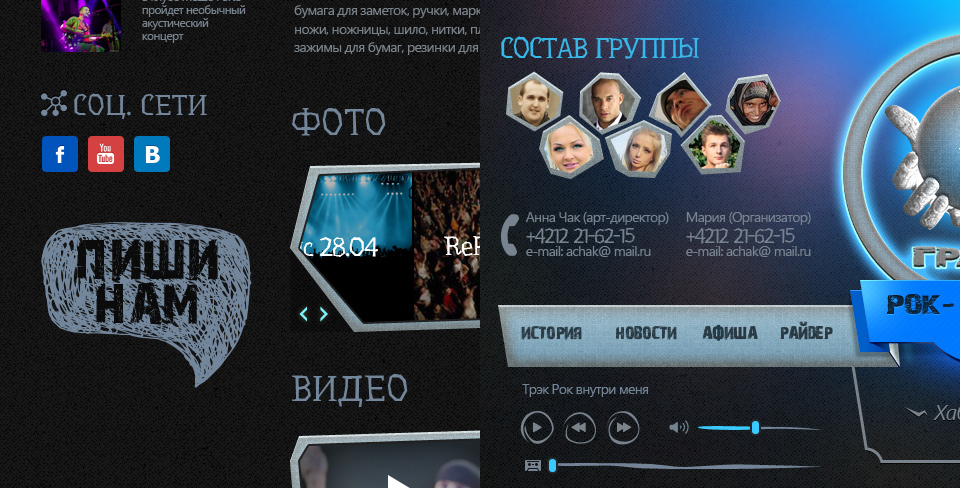 пройдет необычный
акустический
концерт
бумага для заметок, ручки,
ножи, ножницы, шило, нитки,
зажимы для бумаг, резинки для
СОЦ. СЕТИ
f
You
Tube
B
ПИШИ
НАМ
ФОТО
с 28.04
ВИДЕО
СОСТАВ ГРУППЫ
Анна Чак (арт-директор)
+4212 21-62-15
e-mail: achak@ mail.ru
Мария (Организатор)
+4212 21-62-15
e-mail: achak@ mail.ru
ГРА
РОК-
ИСТОРИЯ НОВОСТИ АФИША РАЙДЕР
Трэк Рок внутри меня
Хаб